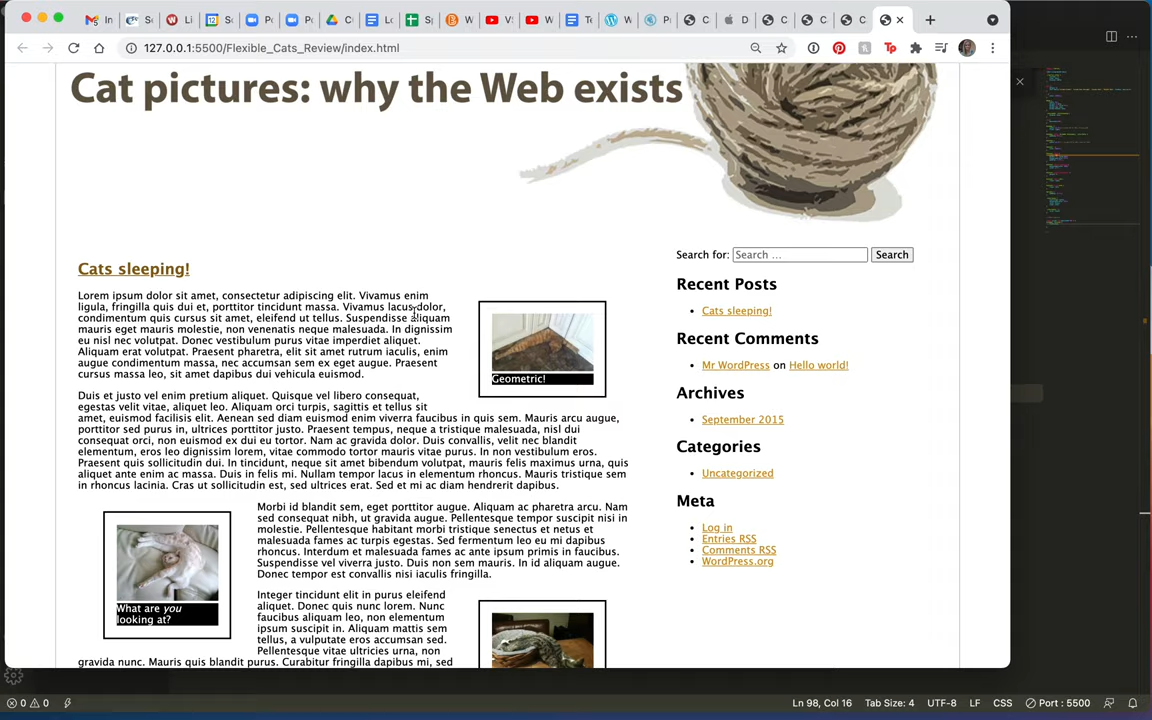 In
S
Li
S
Z
Z
C
L
S
W
V
W
T
W
P
C
D
C
C
C
127.0.0.1:5500/Flexible_Cats_Review/index.html
Cat pictures: why the Web exists
Cats sleeping!
Lorem ipsum dolor sit amet, consectetur adipiscing elit. Vivamus enim
ligula, fringilla quis dui et, porttitor tincidunt massa. Vivamus lacus dolor,
condimentum quis cursus sit amet, eleifend ut tellus. Suspendisse aliquam
mauris eget mauris molestie, non venenatis neque malesuada. In dignissim
eu nisl nec volutpat. Donec vestibulum purus vitae imperdiet aliquet.
Aliquam erat volutpat. Praesent pharetra, elit sit amet rutrum iaculis, enim
augue condimentum massa, nec accumsan sem ex eget augue. Praesent
cursus massa leo, sit amet dapibus dui vehicula euismod.
Geometric!
Duis et justo vel enim pretium aliquet. Quisque vel libero consequat,
egestas velit vitae, aliquet leo. Aliquam orci turpis, sagittis et tellus sit
amet, euismod facilisis elit. Aenean sed diam euismod enim viverra faucibus in quis sem. Mauris arcu augue,
porttitor sed purus in, ultrices porttitor justo. Praesent tempus, neque a tristique malesuada, nisl dui
consequat orci, non euismod ex dui eu tortor. Nam ac gravida dolor. Duis convallis, velit nec blandit
elementum, eros leo dignissim lorem, vitae commodo tortor mauris vitae purus. In non vestibulum eros.
Praesent quis sollicitudin dui. In tincidunt, neque sit amet bibendum volutpat, mauris felis maximus urna, quis
aliquet ante enim ac massa. Duis in felis mi. Nullam tempor lacus in elementum rhoncus. Mauris tristique sem
in rhoncus lacinia. Cras ut sollicitudin est, sed ultrices erat. Sed et mi ac diam hendrerit dapibus.
Morbi id blandit sem, eget porttitor augue. Aliquam ac pharetra arcu. Nam
sed consequat nibh, ut gravida augue. Pellentesque tempor suscipit nisi in
molestie. Pellentesque habitant morbi tristique senectus et netus et
malesuada fames ac turpis egestas. Sed fermentum leo eu mi dapibus
rhoncus. Interdum et malesuada fames ac ante ipsum primis in faucibus.
Suspendisse vel viverra justo. Duis non sem mauris. In id aliquam augue.
Donec tempor est convallis nisi iaculis fringilla.
What are you
looking at?
Integer tincidunt elit in purus eleifend
aliquet. Donec quis nunc lorem. Nunc
faucibus aliquam leo, non elementum
ipsum suscipit in. Aliquam mattis sem
tellus, a vulputate eros accumsan sed.
Pellentesque vitae ultricies urna, non
gravida nunc. Mauris quis blandit purus. Curabitur fringilla dapibus mi, sed
Search for: Search … Search
Recent Posts
Cats sleeping!
Recent Comments
Mr WordPress on Hello world!
Archives
September 2015
Categories
Uncategorized
Meta
Log in
Entries RSS
Comments RSS
WordPress.org
0 0 Ln 98, Col 16 Tab Size: 4 UTF-8 LF CSS Port : 5500